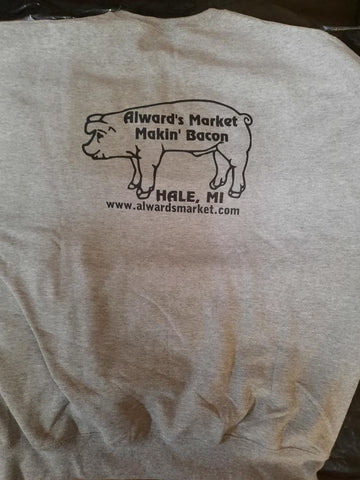 Alward's Market
Makin' Bacon
HALE, MI
www.alwardsmarket.com